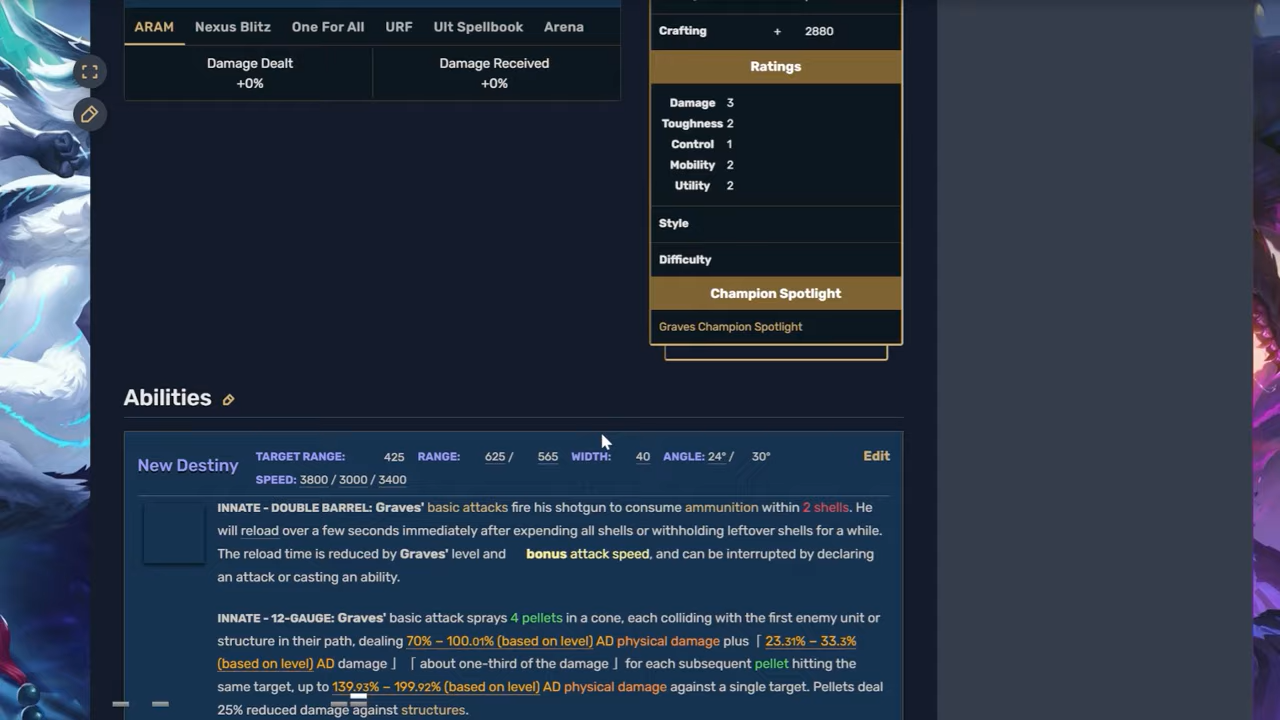 ARAM Nexus Blitz One For All URF Ult Spellbook Arena
Damage Dealt Damage Received
+0% +0%
Crafting + 2880
Ratings
Damage 3
Toughness 2
Control 1
Mobility 2
Utility 2
Style
Difficulty
Champion Spotlight
Graves Champion Spotlight
Abilities
New Destiny TARGET RANGE: 425 RANGE: 625 / 565 WIDTH: 40 ANGLE: 24° / 30° Edit
SPEED: 3800 / 3000 / 3400
INNATE - DOUBLE BARREL: Graves' basic attacks fire his shotgun to consume ammunition within 2 shells. He
will reload over a few seconds immediately after expending all shells or withholding leftover shells for a while.
The reload time is reduced by Graves' level and bonus attack speed, and can be interrupted by declaring
an attack or casting an ability.
INNATE - 12-GAUGE: Graves' basic attack sprays 4 pellets in a cone, each colliding with the first enemy unit or
structure in their path, dealing 70% – 100.01% (based on level) AD physical damage plus ⌈ 23.31% – 33.3%
(based on level) AD damage ⌋ ⌈ about one-third of the damage ⌋ for each subsequent pellet hitting the
same target, up to 139.93% – 199.92% (based on level) AD physical damage against a single target. Pellets deal
25% reduced damage against structures.